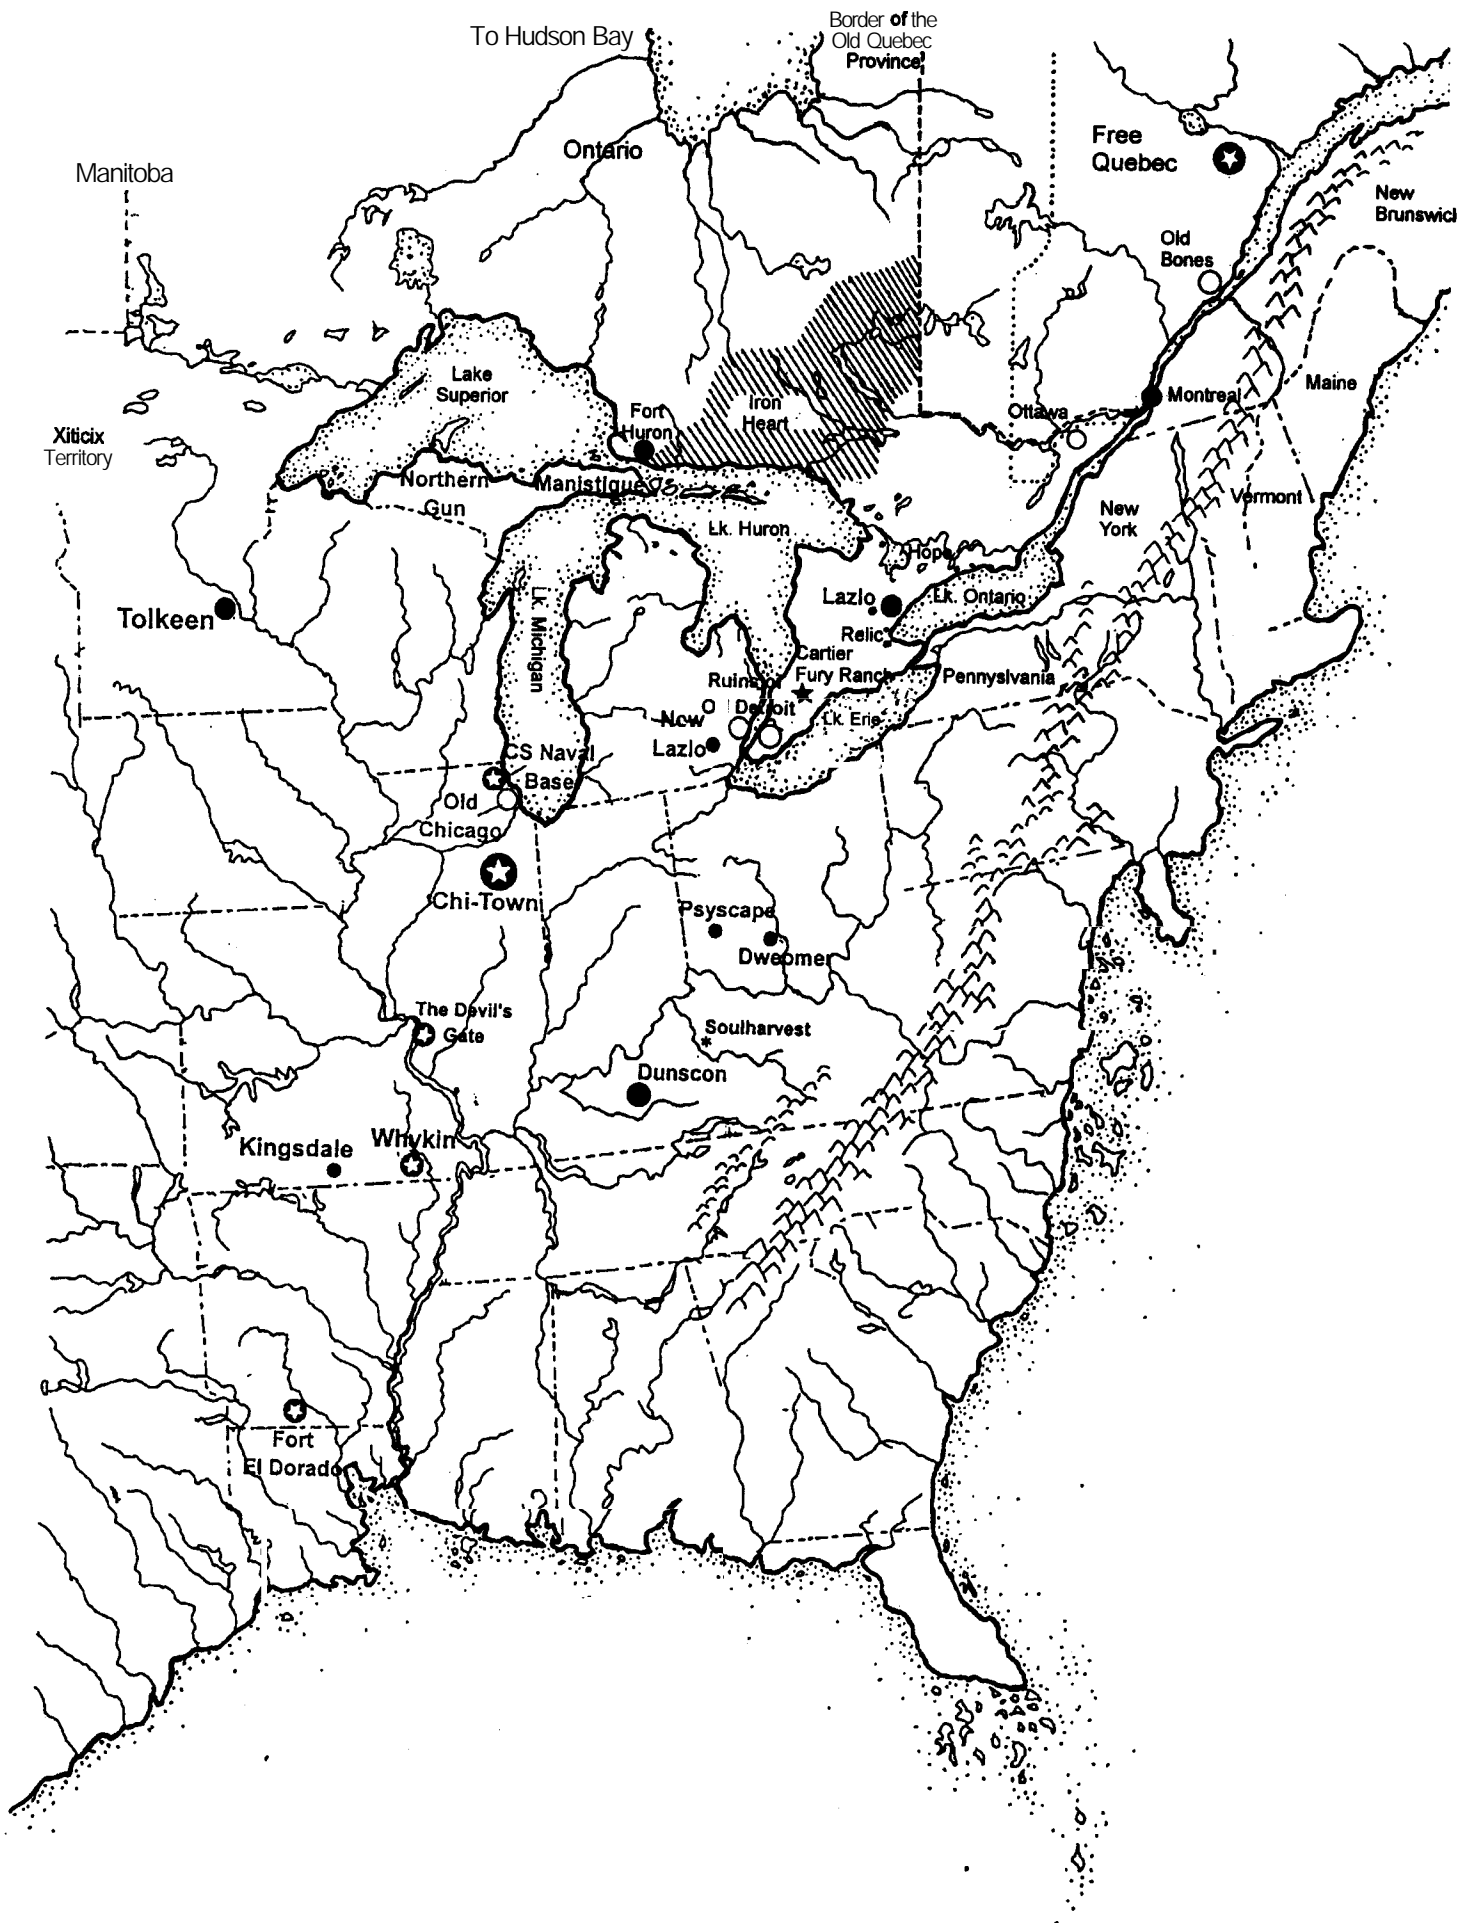 To Hudson Bay
Border of the
Old Quebec
Province
Ontario
Free
Quebec
Manitoba
New
Brunswick
Old
Bones
Lake
Superior
Fort
Huron
Iron
Heart
Montreal
Maine
Ottawa
Xiticix
Territory
Northern
Gun
Manistique
Lk. Huron
New
York
Vermont
Hope
Lazlo
Lk. Ontario
Tolkeen
Lk. Michigan
Relic
Cartier
Fury Ranch
Pennyslvania
Ruins of
O Detroit
Lk. Erie
New
Lazlo
CS Naval
Base
Old
Chicago
Chi-Town
Psyscape
Dweomer
The Devil's
Gate
Soulharvest
Dunscon
Kingsdale
Whykin
Fort
El Dorado